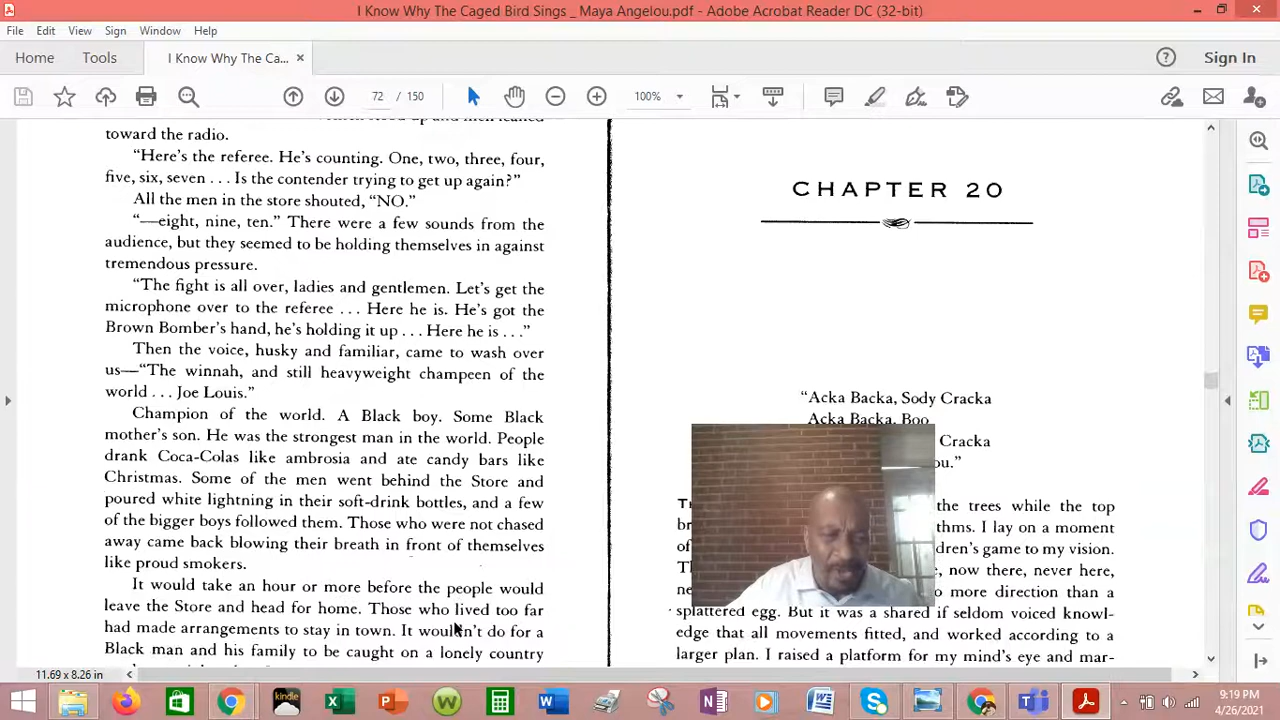 I Know Why The Caged Bird Sings _ Maya Angelou.pdf - Adobe Acrobat Reader DC (32-bit)
File Edit View Sign Window Help
Home Tools I Know Why The Ca... × Sign In
72 / 150 100%
toward the radio.
“Here’s the referee. He’s counting. One, two, three, four,
five, six, seven . . . Is the contender trying to get up again?”
All the men in the store shouted, “NO.”
“—eight, nine, ten.” There were a few sounds from the
audience, but they seemed to be holding themselves in against
tremendous pressure.
“The fight is all over, ladies and gentlemen. Let’s get the
microphone over to the referee . . . Here he is. He’s got the
Brown Bomber’s hand, he’s holding it up . . . Here he is . . .”
Then the voice, husky and familiar, came to wash over
us—“The winnah, and still heavyweight champeen of the
world . . . Joe Louis.”
Champion of the world. A Black boy. Some Black
mother’s son. He was the strongest man in the world. People
drank Coca-Colas like ambrosia and ate candy bars like
Christmas. Some of the men went behind the Store and
poured white lightning in their soft-drink bottles, and a few
of the bigger boys followed them. Those who were not chased
away came back blowing their breath in front of themselves
like proud smokers.
It would take an hour or more before the people would
leave the Store and head for home. Those who lived too far
had made arrangements to stay in town. It wouldn’t do for a
Black man and his family to be caught on a lonely country
CHAPTER 20
“Acka Backa, Sody Cracka
Acka Backa, Boo
Cracka
ou.”
the trees while the top
thms. I lay on a moment
dren’s game to my vision.
, now there, never here,
o more direction than a
splattered egg. But it was a shared if seldom voiced knowl-
edge that all movements fitted, and worked according to a
larger plan. I raised a platform for my mind’s eye and mar-
11.69 x 8.26 in
kindle
9:19 PM
4/26/2021